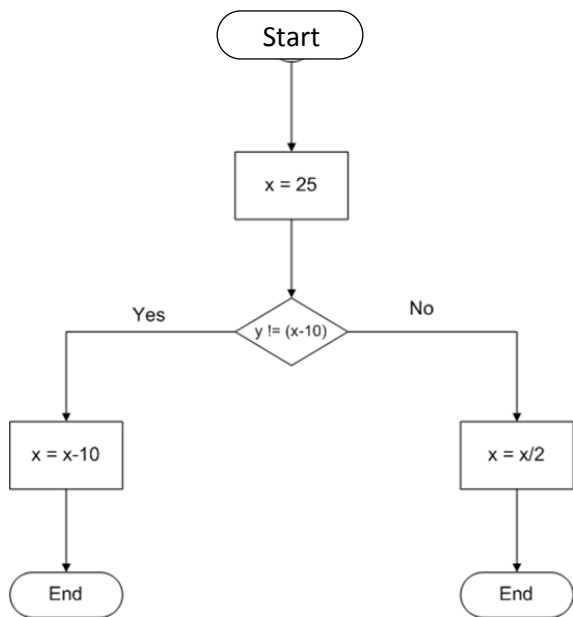 Start
x = 25
Yes
No
y != (x-10)
x = x-10
x = x/2
End
End